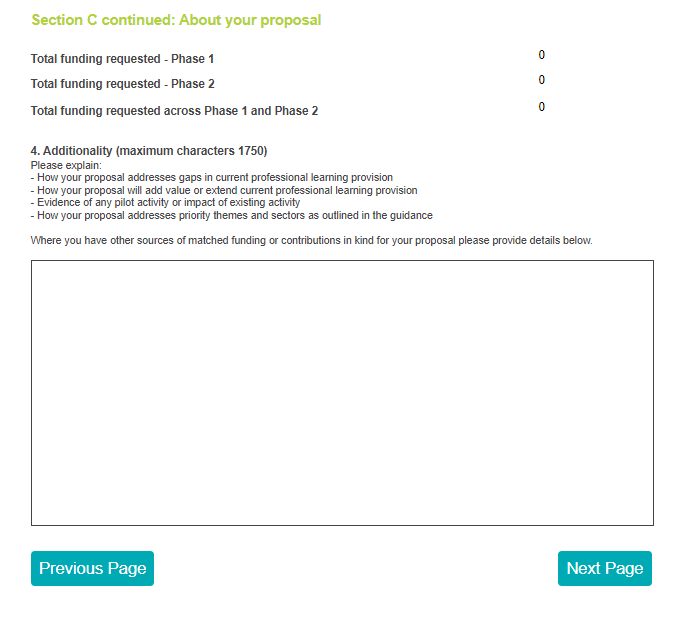 Section C continued: About your proposal
Total funding requested - Phase 1 0
Total funding requested - Phase 2 0
Total funding requested across Phase 1 and Phase 2 0
4. Additionality (maximum characters 1750)
Please explain:
- How your proposal addresses gaps in current professional learning provision
- How your proposal will add value or extend current professional learning provision
- Evidence of any pilot activity or impact of existing activity
- How your proposal addresses priority themes and sectors as outlined in the guidance
Where you have other sources of matched funding or contributions in kind for your proposal please provide details below.
Previous Page Next Page